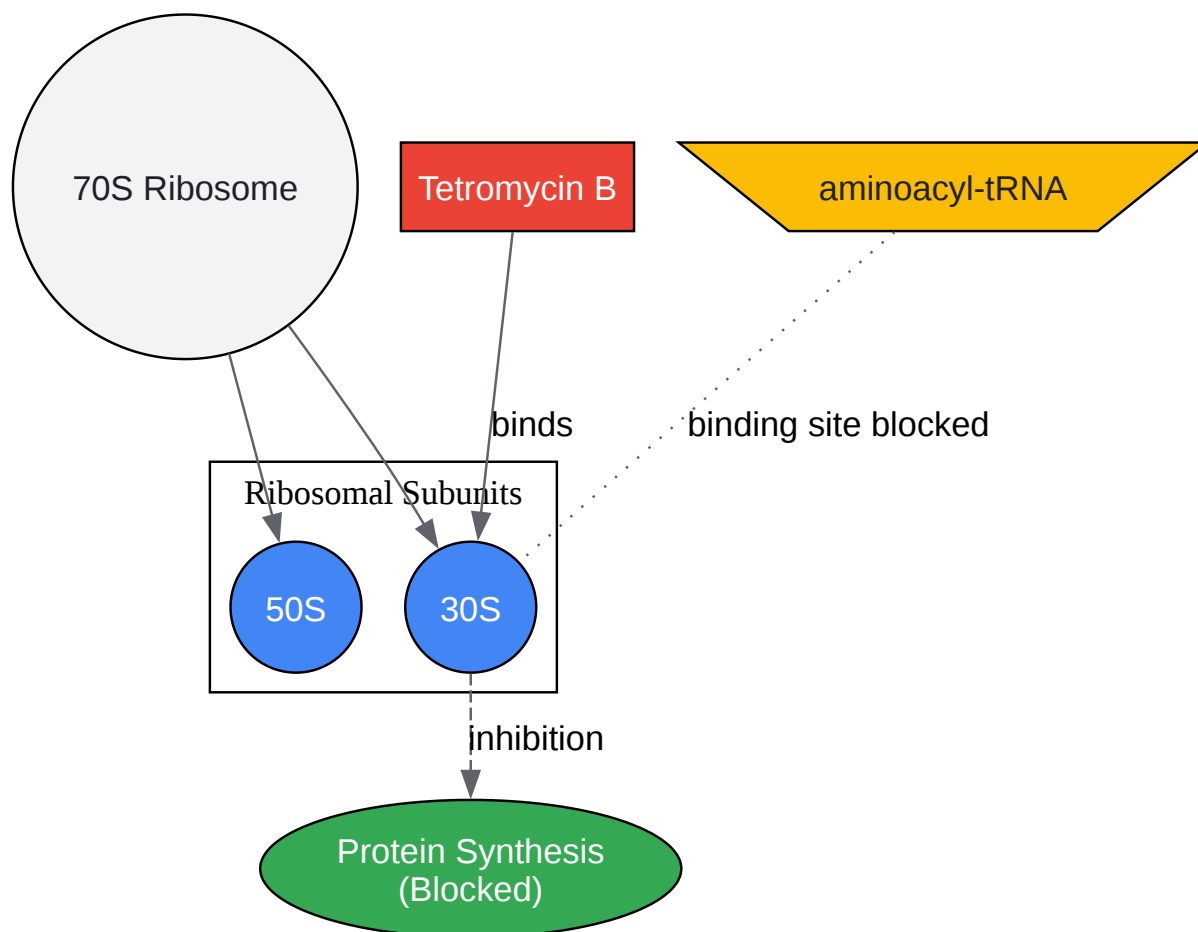 70S Ribosome
Tetromycin B
aminoacyl-tRNA
binds
binding site blocked
Ribosomal Subunits
50S
30S
inhibition
Protein Synthesis
(Blocked)